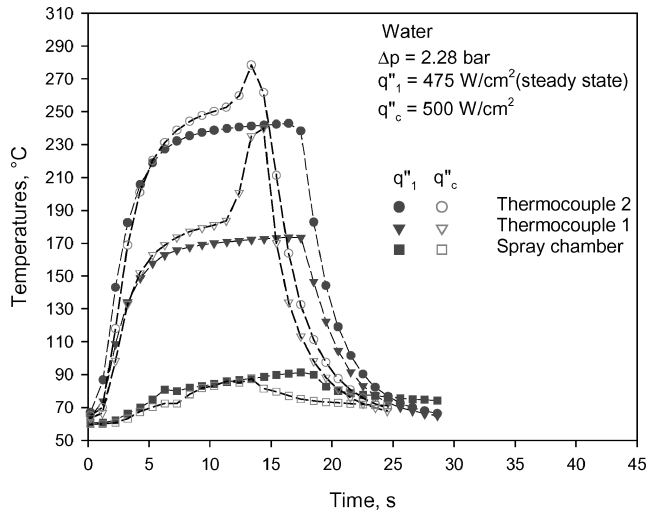 Water
Δp = 2.28 bar
q"₁ = 475 W/cm²(steady state)
q"c = 500 W/cm²
q"₁ q"c
Thermocouple 2
Thermocouple 1
Spray chamber
Temperatures, °C
310
290
270
250
230
210
190
170
150
130
110
90
70
50
0 5 10 15 20 25 30 35 40 45
Time, s